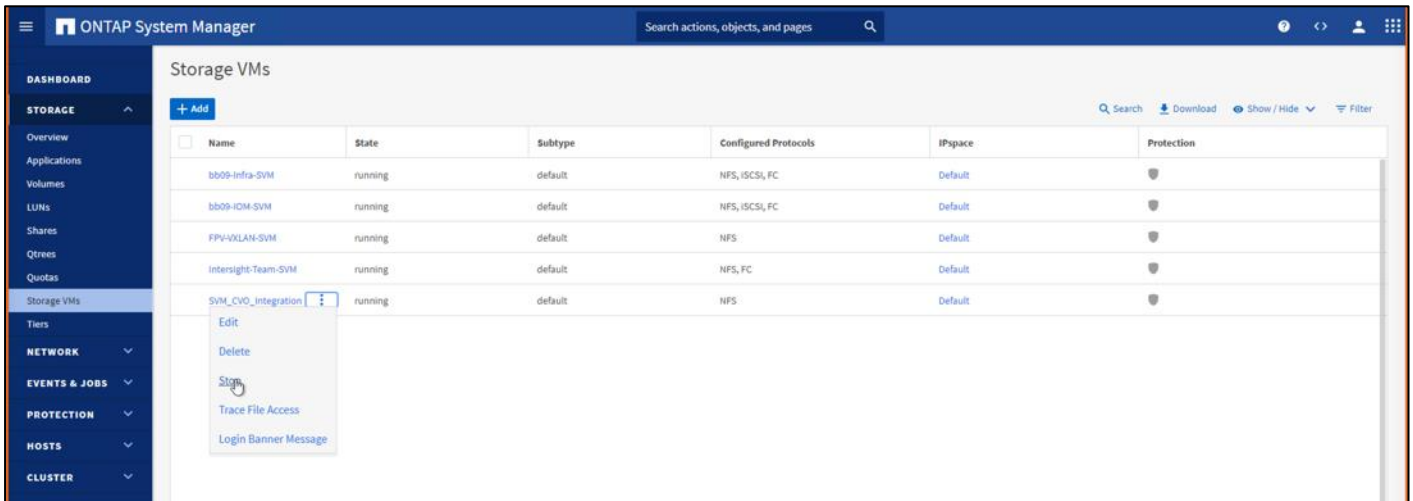 ONTAP System Manager
Search actions, objects, and pages
DASHBOARD
STORAGE
Overview
Applications
Volumes
LUNs
Shares
Qtrees
Quotas
Storage VMs
Tiers
NETWORK
EVENTS & JOBS
PROTECTION
HOSTS
CLUSTER
Storage VMs
+ Add
Search Download Show / Hide Filter
Name State Subtype Configured Protocols IPspace Protection
bb09-Infra-SVM running default NFS, iSCSI, FC Default
bb09-IOM-SVM running default NFS, iSCSI, FC Default
FPV-VXLAN-SVM running default NFS Default
Intersight-Team-SVM running default NFS, FC Default
SVM_CVO_Integration running default NFS Default
Edit
Delete
Stop
Trace File Access
Login Banner Message